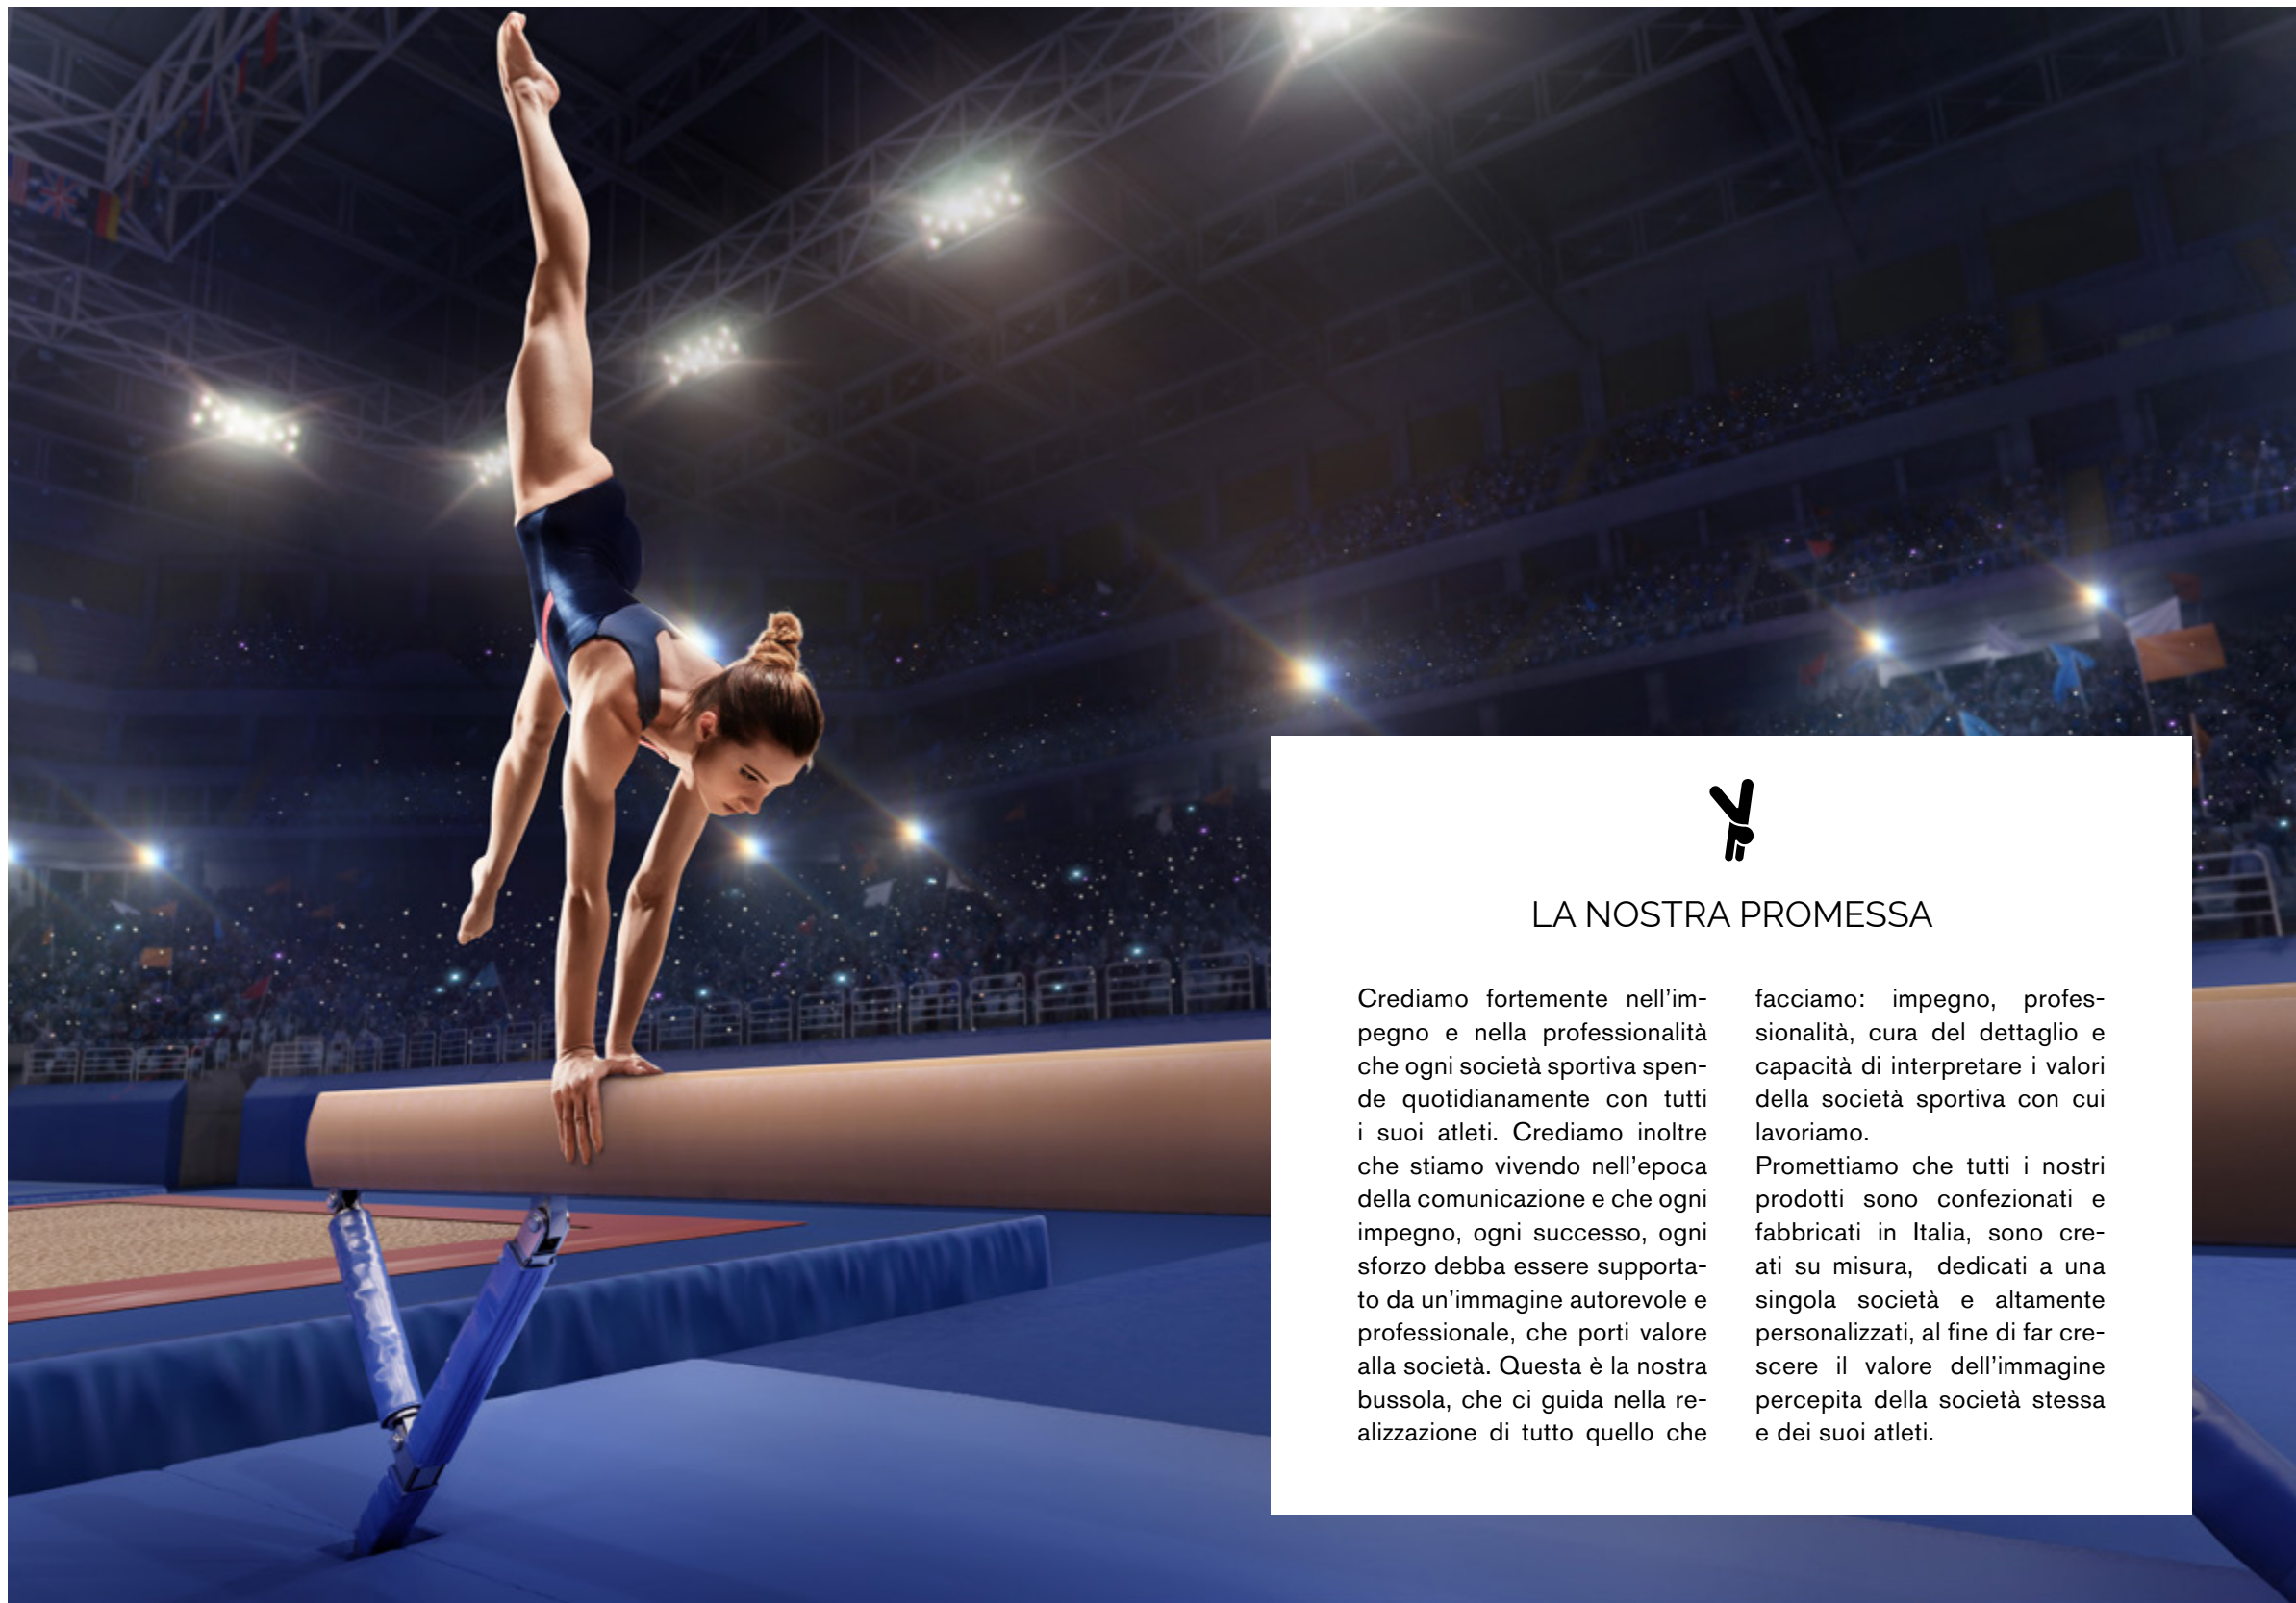 LA NOSTRA PROMESSA
Crediamo fortemente nell'im-
pegno e nella professionalità
che ogni società sportiva spen-
de quotidianamente con tutti
i suoi atleti. Crediamo inoltre
che stiamo vivendo nell'epoca
della comunicazione e che ogni
impegno, ogni successo, ogni
sforzo debba essere supporta-
to da un'immagine autorevole e
professionale, che porti valore
alla società. Questa è la nostra
bussola, che ci guida nella re-
alizzazione di tutto quello che
facciamo: impegno, profes-
sionalità, cura del dettaglio e
capacità di interpretare i valori
della società sportiva con cui
lavoriamo.
Promettiamo che tutti i nostri
prodotti sono confezionati e
fabbricati in Italia, sono cre-
ati su misura, dedicati a una
singola società e altamente
personalizzati, al fine di far cre-
scere il valore dell'immagine
percepita della società stessa
e dei suoi atleti.